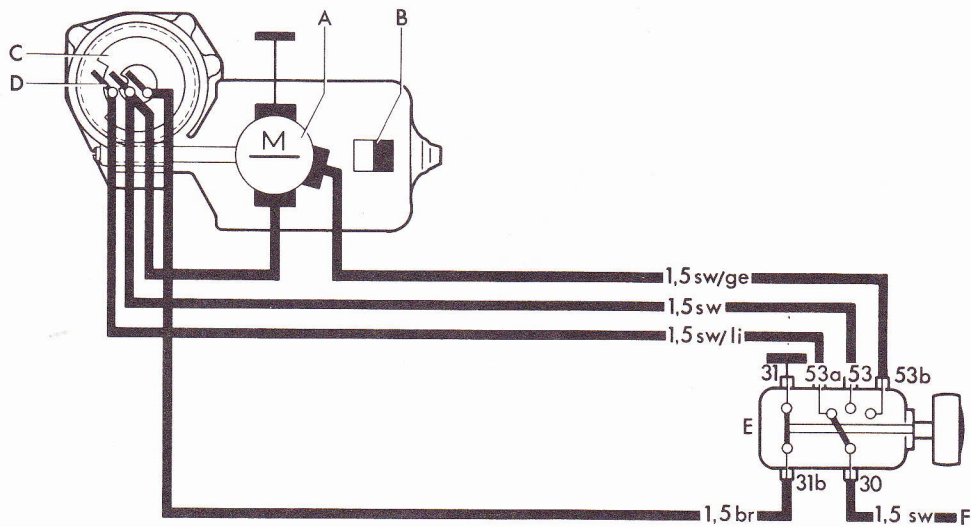 A
B
C
D
M
1,5 sw/ge
1,5 sw
1,5 sw/li
31 53a 53 53b
E
31b 30
1,5 br
1,5 sw F